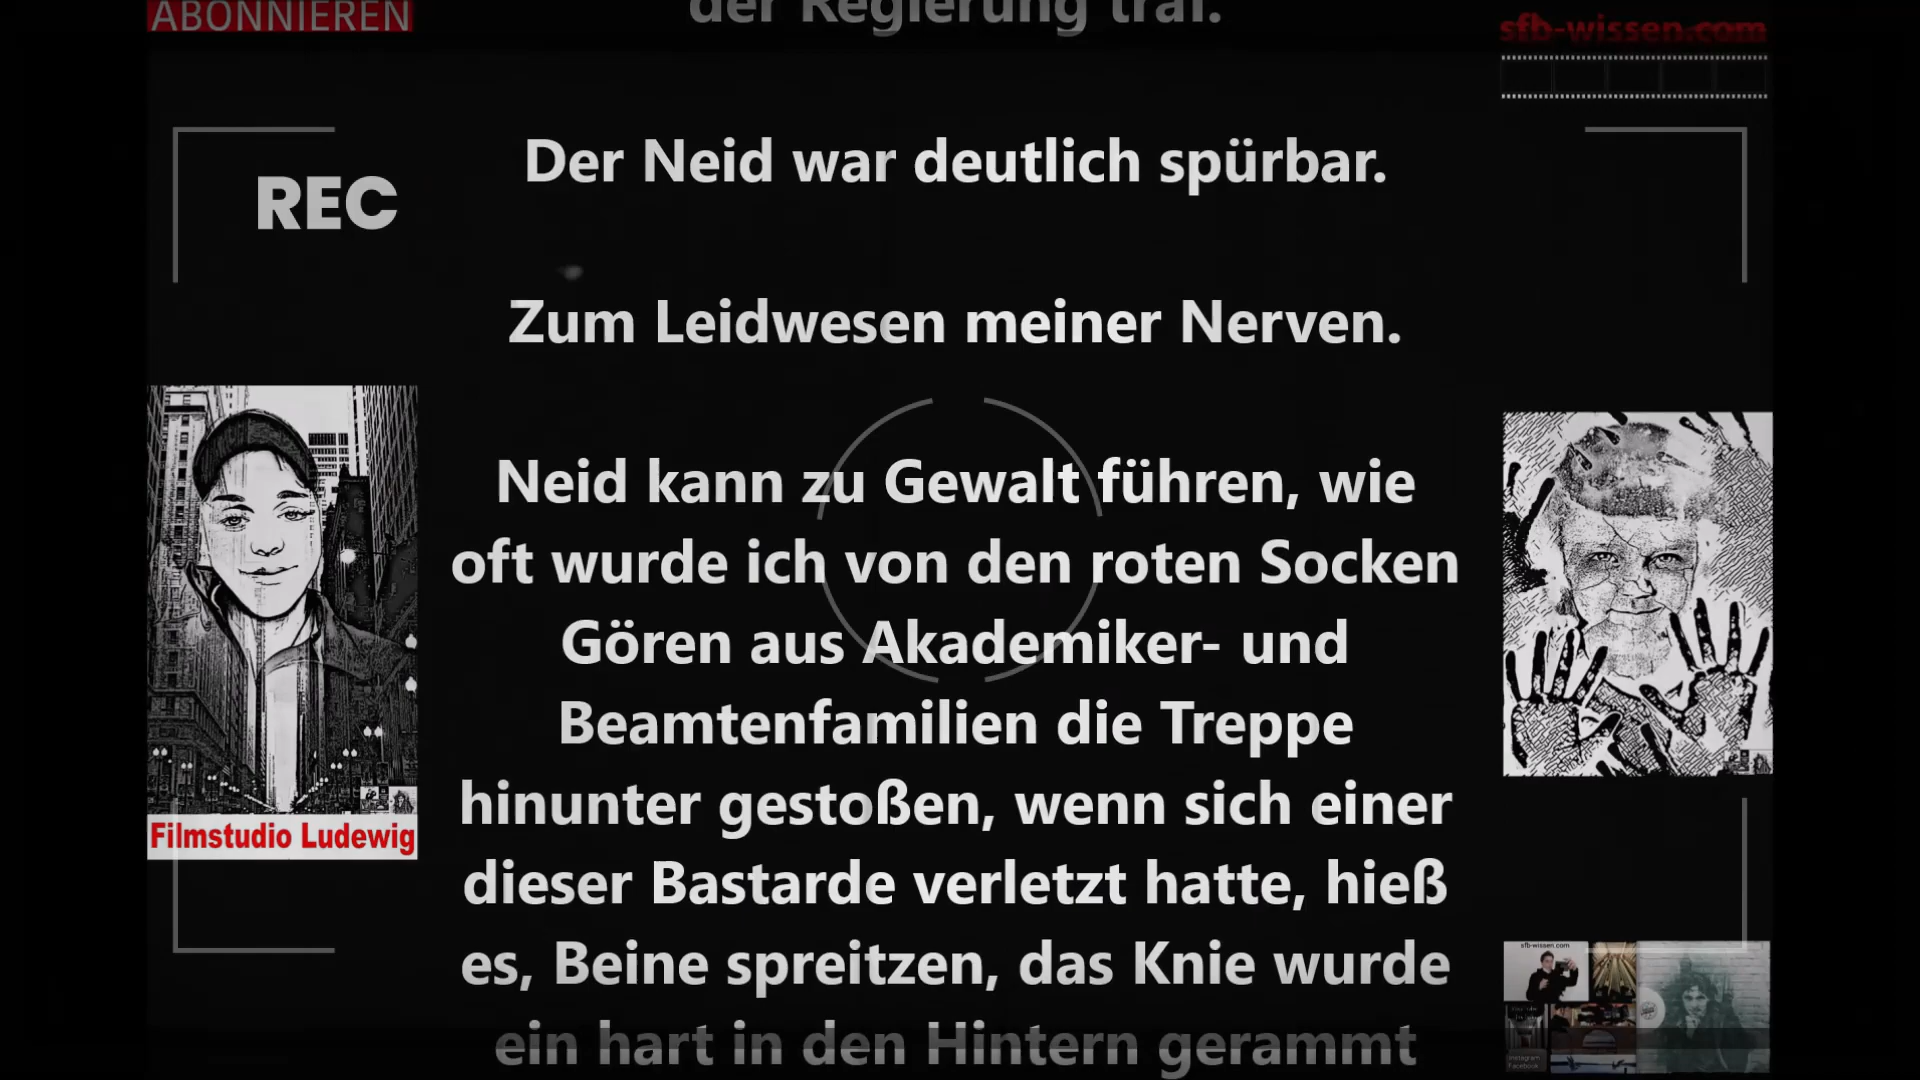 ABONNIEREN
der Regierung traf.
sfb-wissen.com
REC
Der Neid war deutlich spürbar.
Zum Leidwesen meiner Nerven.
Neid kann zu Gewalt führen, wie
oft wurde ich von den roten Socken
Gören aus Akademiker- und
Beamtenfamilien die Treppe
hinunter gestoßen, wenn sich einer
dieser Bastarde verletzt hatte, hieß
es, Beine spreitzen, das Knie wurde
ein hart in den Hintern gerammt
Filmstudio Ludewig
sfb-wissen.com
Instagram
Facebook